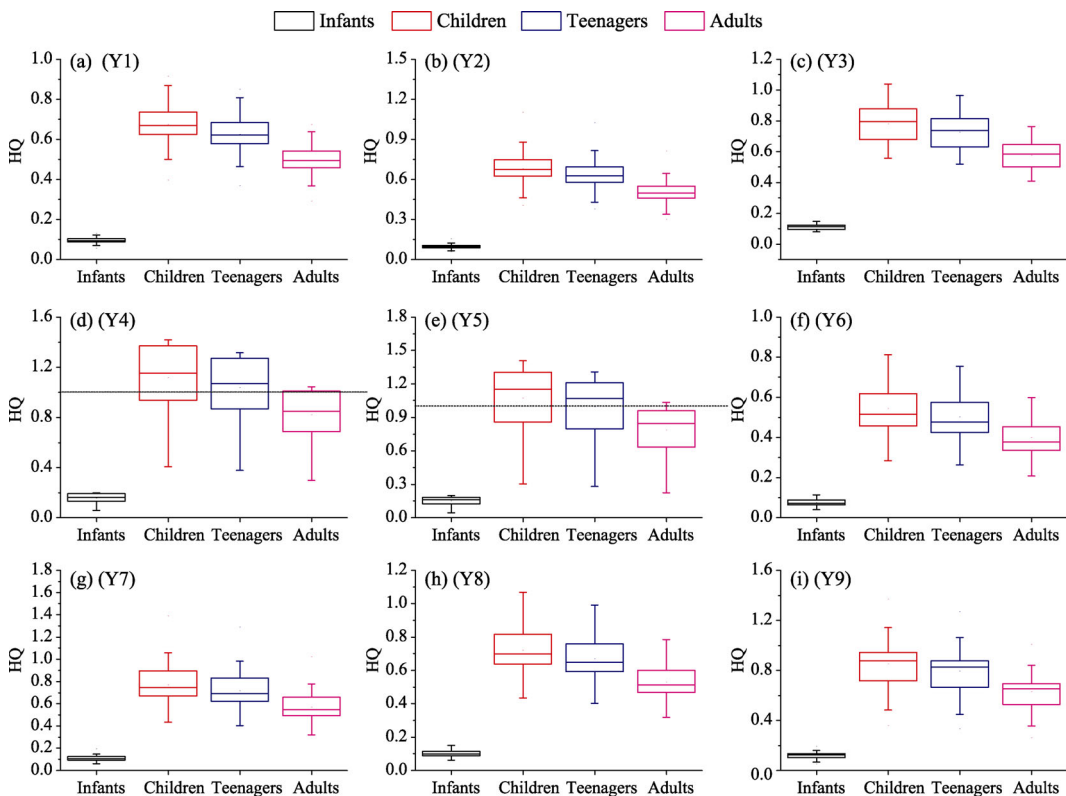 Infants Children Teenagers Adults
(a) (Y1)
HQ
1.0
0.8
0.6
0.4
0.2
0.0
Infants Children Teenagers Adults
(b) (Y2)
HQ
1.5
1.2
0.9
0.6
0.3
0.0
Infants Children Teenagers Adults
(c) (Y3)
HQ
1.2
1.0
0.8
0.6
0.4
0.2
0.0
Infants Children Teenagers Adults
(d) (Y4)
HQ
1.6
1.2
0.8
0.4
0.0
Infants Children Teenagers Adults
(e) (Y5)
HQ
1.8
1.5
1.2
0.9
0.6
0.3
0.0
Infants Children Teenagers Adults
(f) (Y6)
HQ
1.0
0.8
0.6
0.4
0.2
0.0
Infants Children Teenagers Adults
(g) (Y7)
HQ
1.8
1.6
1.4
1.2
1.0
0.8
0.6
0.4
0.2
0.0
Infants Children Teenagers Adults
(h) (Y8)
HQ
1.2
1.0
0.8
0.6
0.4
0.2
0.0
Infants Children Teenagers Adults
(i) (Y9)
HQ
1.6
1.2
0.8
0.4
0.0
Infants Children Teenagers Adults